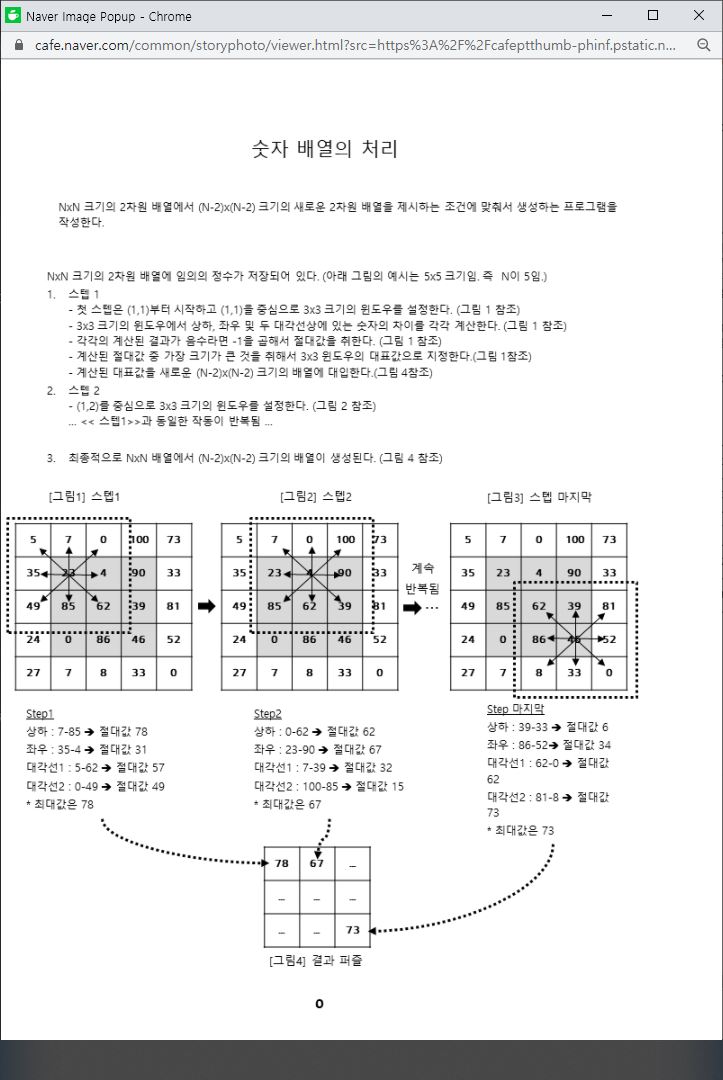 Naver Image Popup - Chrome
cafe.naver.com/common/storyphoto/viewer.html?src=https%3A%2F%2Fcafeptthumb-phinf.pstatic.n...
숫자 배열의 처리
NxN 크기의 2차원 배열에서 (N-2)x(N-2) 크기의 새로운 2차원 배열을 제시하는 조건에 맞춰서 생성하는 프로그램을
작성한다.
NxN 크기의 2차원 배열에 임의의 정수가 저장되어 있다. (아래 그림의 예시는 5x5 크기임. 즉 N이 5임.)
1. 스텝 1
- 첫 스텝은 (1,1)부터 시작하고 (1,1)을 중심으로 3x3 크기의 윈도우를 설정한다. (그림 1 참조)
- 3x3 크기의 윈도우에서 상하, 좌우 및 두 대각선상에 있는 숫자의 차이를 각각 계산한다. (그림 1 참조)
- 각각의 계산된 결과가 음수라면 -1을 곱해서 절대값을 취한다. (그림 1 참조)
- 계산된 절대값 중 가장 크기가 큰 것을 취해서 3x3 윈도우의 대표값으로 지정한다.(그림 1참조)
- 계산된 대표값을 새로운 (N-2)x(N-2) 크기의 배열에 대입한다.(그림 4참조)
2. 스텝 2
- (1,2)를 중심으로 3x3 크기의 윈도우를 설정한다. (그림 2 참조)
... << 스텝1>>과 동일한 작동이 반복됨 ...
3. 최종적으로 NxN 배열에서 (N-2)x(N-2) 크기의 배열이 생성된다. (그림 4 참조)
[그림1] 스텝1
5 7 0 100 73
35 23 4 90 33
49 85 62 39 81
24 0 86 46 52
27 7 8 33 0
[그림2] 스텝2
5 7 0 100 73
35 23 4 90 33
49 85 62 39 81
24 0 86 46 52
27 7 8 33 0
계속
반복됨
...
[그림3] 스텝 마지막
5 7 0 100 73
35 23 4 90 33
49 85 62 39 81
24 0 86 46 52
27 7 8 33 0
Step1
상하 : 7-85 ➔ 절대값 78
좌우 : 35-4 ➔ 절대값 31
대각선1 : 5-62 ➔ 절대값 57
대각선2 : 0-49 ➔ 절대값 49
* 최대값은 78
Step2
상하 : 0-62 ➔ 절대값 62
좌우 : 23-90 ➔ 절대값 67
대각선1 : 7-39 ➔ 절대값 32
대각선2 : 100-85 ➔ 절대값 15
* 최대값은 67
Step 마지막
상하 : 39-33 ➔ 절대값 6
좌우 : 86-52➔ 절대값 34
대각선1 : 62-0 ➔ 절대값
62
대각선2 : 81-8 ➔ 절대값
73
* 최대값은 73
78 67 ...
... ... ...
... ... 73
[그림4] 결과 퍼즐
0